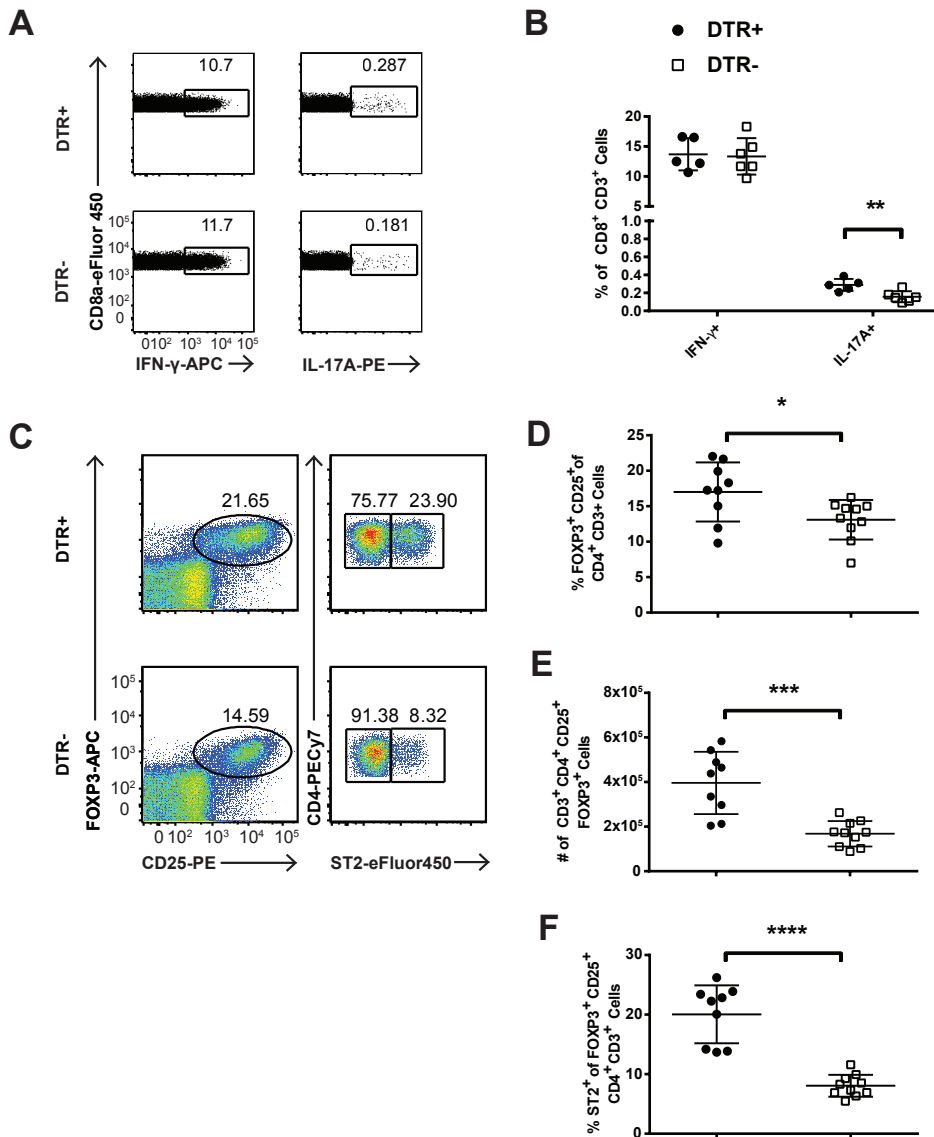 A
10.7
0.287
DTR+
11.7
0.181
DTR-
CD8a-eFluor 450
10⁵
10⁴
10³
10²
0
0 10² 10³ 10⁴ 10⁵
IFN-γ-APC
IL-17A-PE
B
DTR+
DTR-
% of CD8⁺ CD3⁺ Cells
20
15
10
5
**
1.0
0.8
0.6
0.4
0.2
0.0
IFN-γ+
IL-17A+
C
21.65
75.77 23.90
DTR+
14.59
91.38 8.32
DTR-
FOXP3-APC
10⁵
10⁴
10³
10²
0
CD4-PECy7
0 10² 10³ 10⁴ 10⁵
CD25-PE
ST2-eFluor450
D
*
% FOXP3⁺ CD25⁺of
CD4⁺ CD3+ Cells
25
20
15
10
5
0
E
***
# of CD3⁺ CD4⁺ CD25⁺
FOXP3⁺ Cells
8x10⁵
6x10⁵
4x10⁵
2x10⁵
0
F
****
% ST2⁺ of FOXP3⁺ CD25⁺
CD4⁺CD3⁺ Cells
30
20
10
0